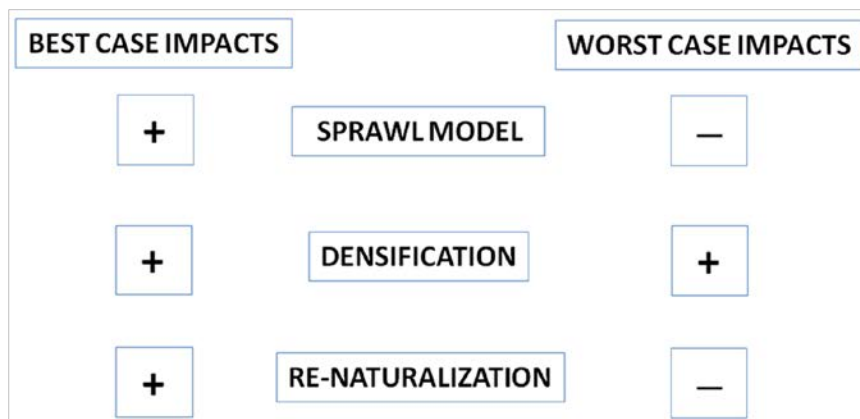 BEST CASE IMPACTS
WORST CASE IMPACTS
+ SPRAWL MODEL —
+ DENSIFICATION +
+ RE-NATURALIZATION —